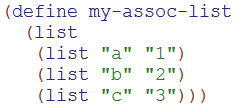 (define my-assoc-list
  (list
   (list "a" "1")
   (list "b" "2")
   (list "c" "3")))